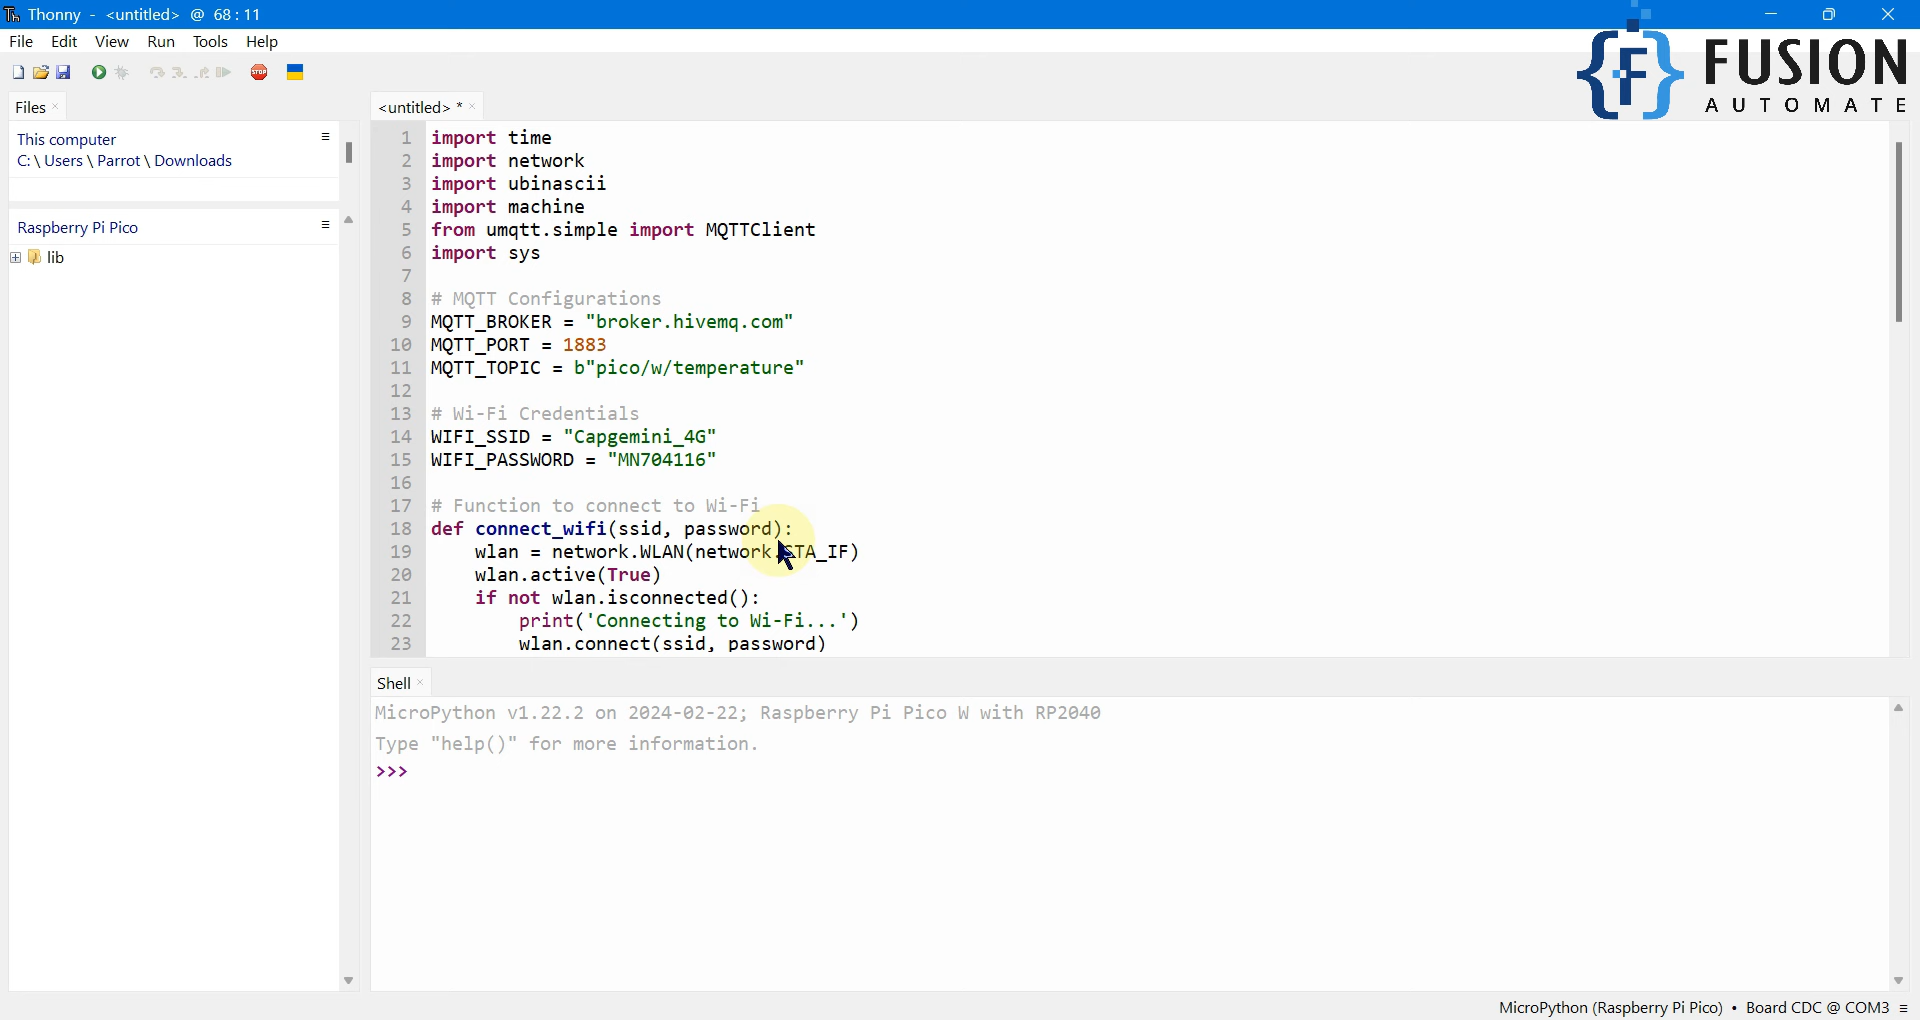 Thonny - <untitled> @ 68 : 11
File Edit View Run Tools Help
FUSION
AUTOMATE
Files
<untitled> *
This computer
C: \ Users \ Parrot \ Downloads
Raspberry Pi Pico
lib
1 import time
2 import network
3 import ubinascii
4 import machine
5 from umqtt.simple import MQTTClient
6 import sys
7
8 # MQTT Configurations
9 MQTT_BROKER = "broker.hivemq.com"
10 MQTT_PORT = 1883
11 MQTT_TOPIC = b"pico/w/temperature"
12
13 # Wi-Fi Credentials
14 WIFI_SSID = "Capgemini_4G"
15 WIFI_PASSWORD = "MN704116"
16
17 # Function to connect to Wi-Fi
18 def connect_wifi(ssid, password):
19 wlan = network.WLAN(network.STA_IF)
20 wlan.active(True)
21 if not wlan.isconnected():
22 print('Connecting to Wi-Fi...')
23 wlan.connect(ssid, password)
Shell
MicroPython v1.22.2 on 2024-02-22; Raspberry Pi Pico W with RP2040
Type "help()" for more information.
>>>
MicroPython (Raspberry Pi Pico) • Board CDC @ COM3